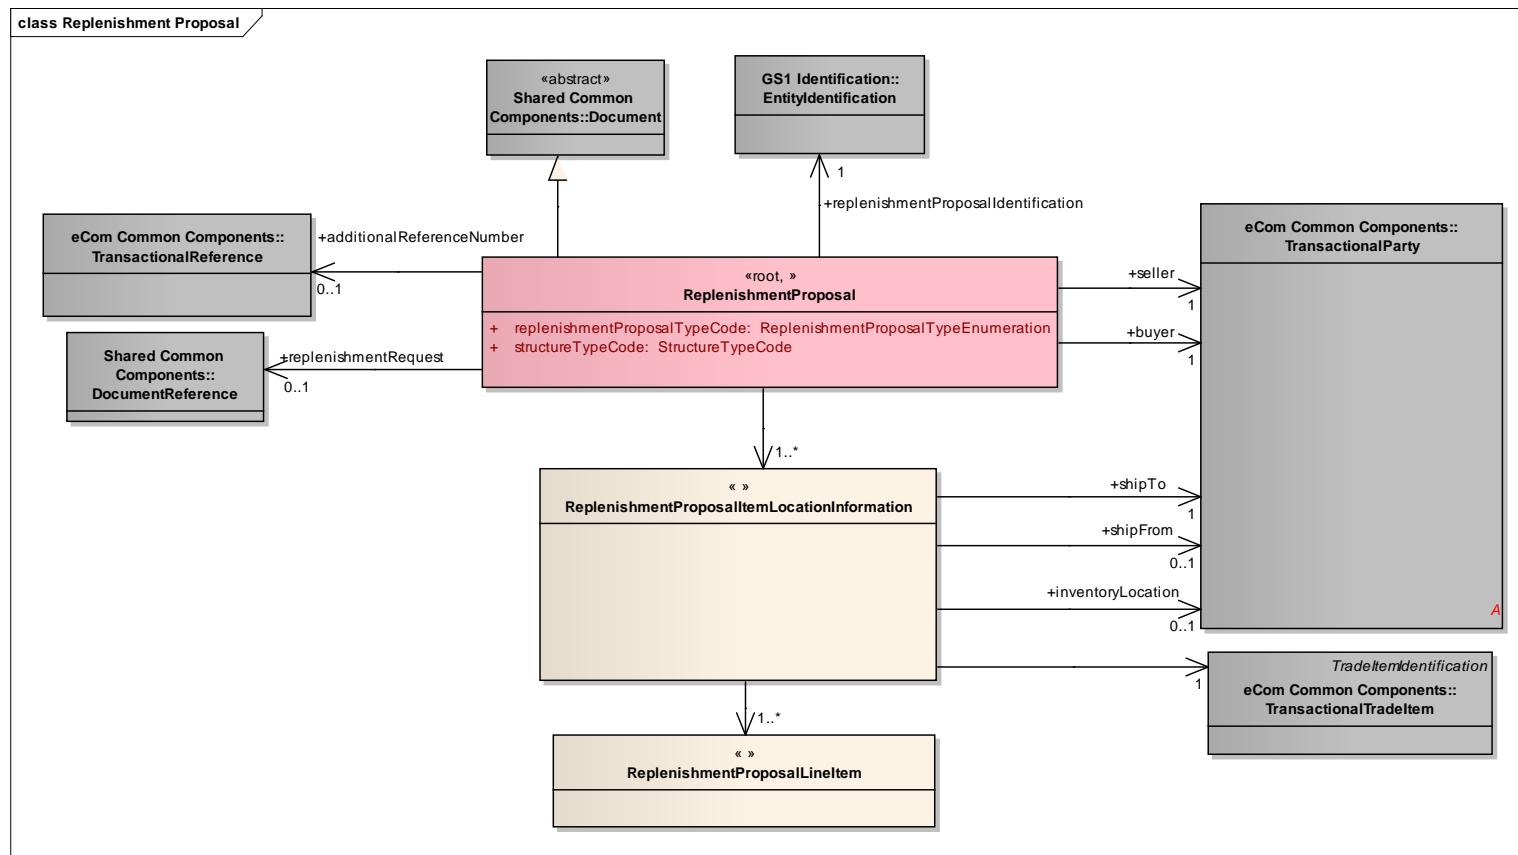 class Replenishment Proposal
«abstract»
Shared Common
Components::Document
GS1 Identification::
EntityIdentification
1
+replenishmentProposalIdentification
eCom Common Components::
TransactionalReference
+additionalReferenceNumber
0..1
eCom Common Components::
TransactionalParty
«root, »
ReplenishmentProposal
+ replenishmentProposalTypeCode: ReplenishmentProposalTypeEnumeration
+ structureTypeCode: StructureTypeCode
+seller
1
+buyer
1
Shared Common
Components::
DocumentReference
+replenishmentRequest
0..1
1..*
« »
ReplenishmentProposalItemLocationInformation
+shipTo
1
+shipFrom
0..1
+inventoryLocation
0..1
A
1
TradeItemIdentification
eCom Common Components::
TransactionalTradeItem
1..*
« »
ReplenishmentProposalLineItem